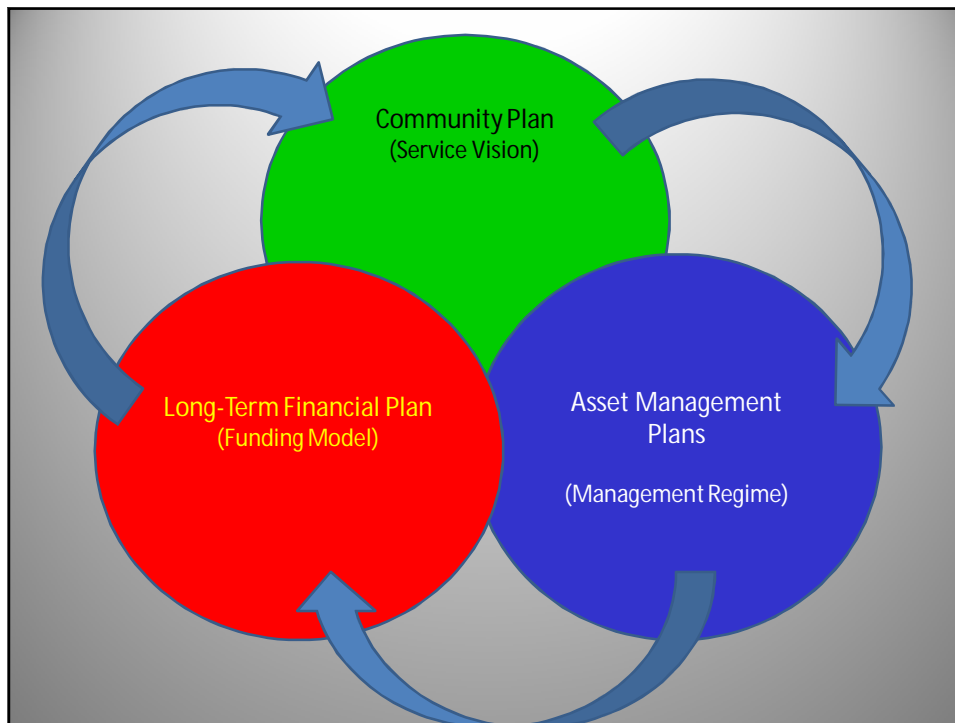 Community Plan
(Service Vision)
Long-Term Financial Plan
(Funding Model)
Asset Management
Plans
(Management Regime)